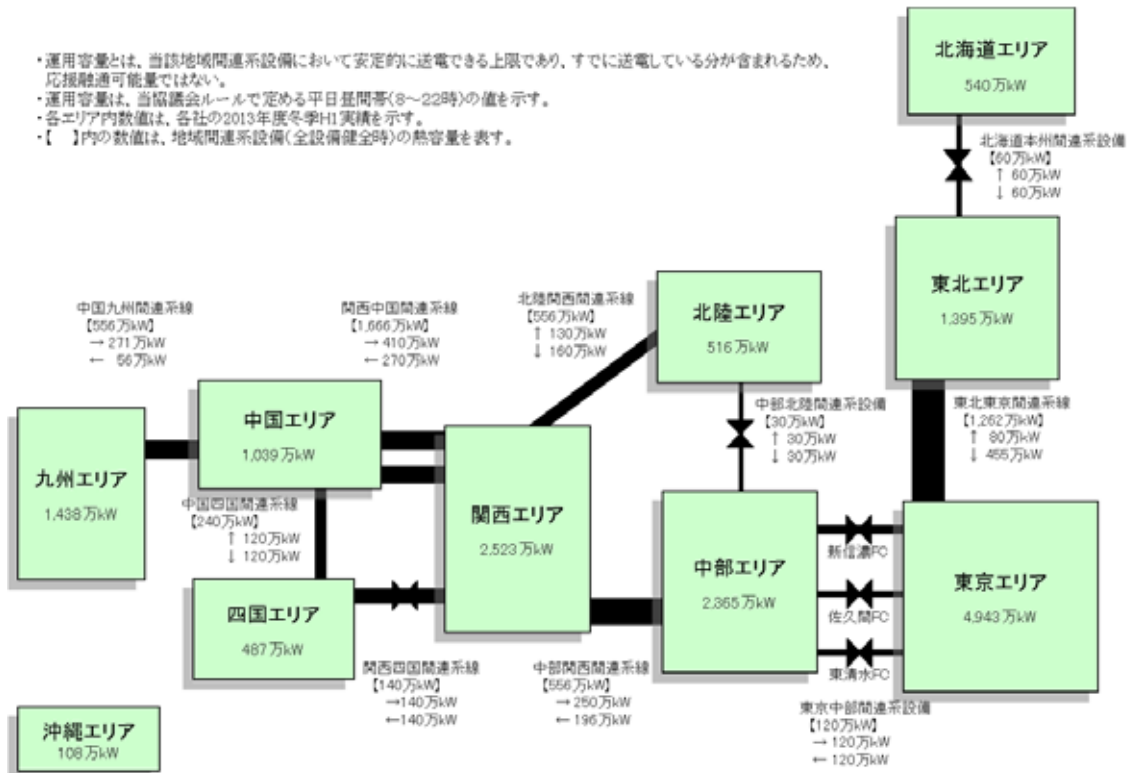 ・運用容量とは、当該地域間連系設備において安定的に送電できる上限であり、すでに送電している分が含まれるため、
応援融通可能量ではない。
・運用容量は、当協議会ルールで定める平日昼間帯(8～22時)の値を示す。
・各エリア内数値は、各社の2013年度冬季H1実績を示す。
・【　】内の数値は、地域間連系設備(全設備健全時)の熱容量を表す。
北海道エリア
540万kW
北海道本州間連系設備
【60万kW】
↑ 60万kW
↓ 60万kW
東北エリア
1,395万kW
東北東京間連系線
【1,262万kW】
↑ 80万kW
↓ 455万kW
北陸エリア
516万kW
北陸関西間連系線
【556万kW】
↑ 130万kW
↓ 160万kW
中部北陸間連系設備
【30万kW】
↑ 30万kW
↓ 30万kW
中国九州間連系線
【556万kW】
→ 271万kW
← 56万kW
関西中国間連系線
【1,666万kW】
→ 410万kW
← 270万kW
中国エリア
1,039万kW
九州エリア
1,438万kW
中国四国間連系線
【240万kW】
↑ 120万kW
↓ 120万kW
関西エリア
2,523万kW
四国エリア
487万kW
関西四国間連系線
【140万kW】
→140万kW
←140万kW
中部関西間連系線
【556万kW】
→ 250万kW
← 196万kW
中部エリア
2,365万kW
新信濃FC
佐久間FC
東清水FC
東京エリア
4,943万kW
東京中部間連系設備
【120万kW】
→ 120万kW
← 120万kW
沖縄エリア
108万kW